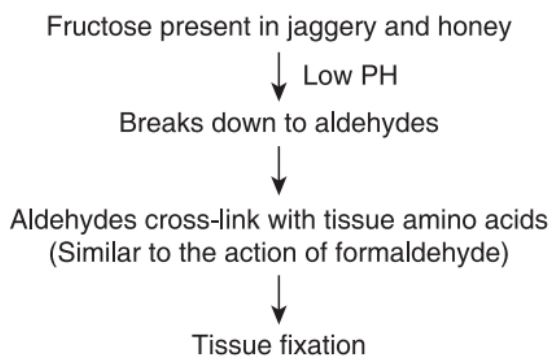 Fructose present in jaggery and honey
Low PH
Breaks down to aldehydes
Aldehydes cross-link with tissue amino acids
(Similar to the action of formaldehyde)
Tissue fixation